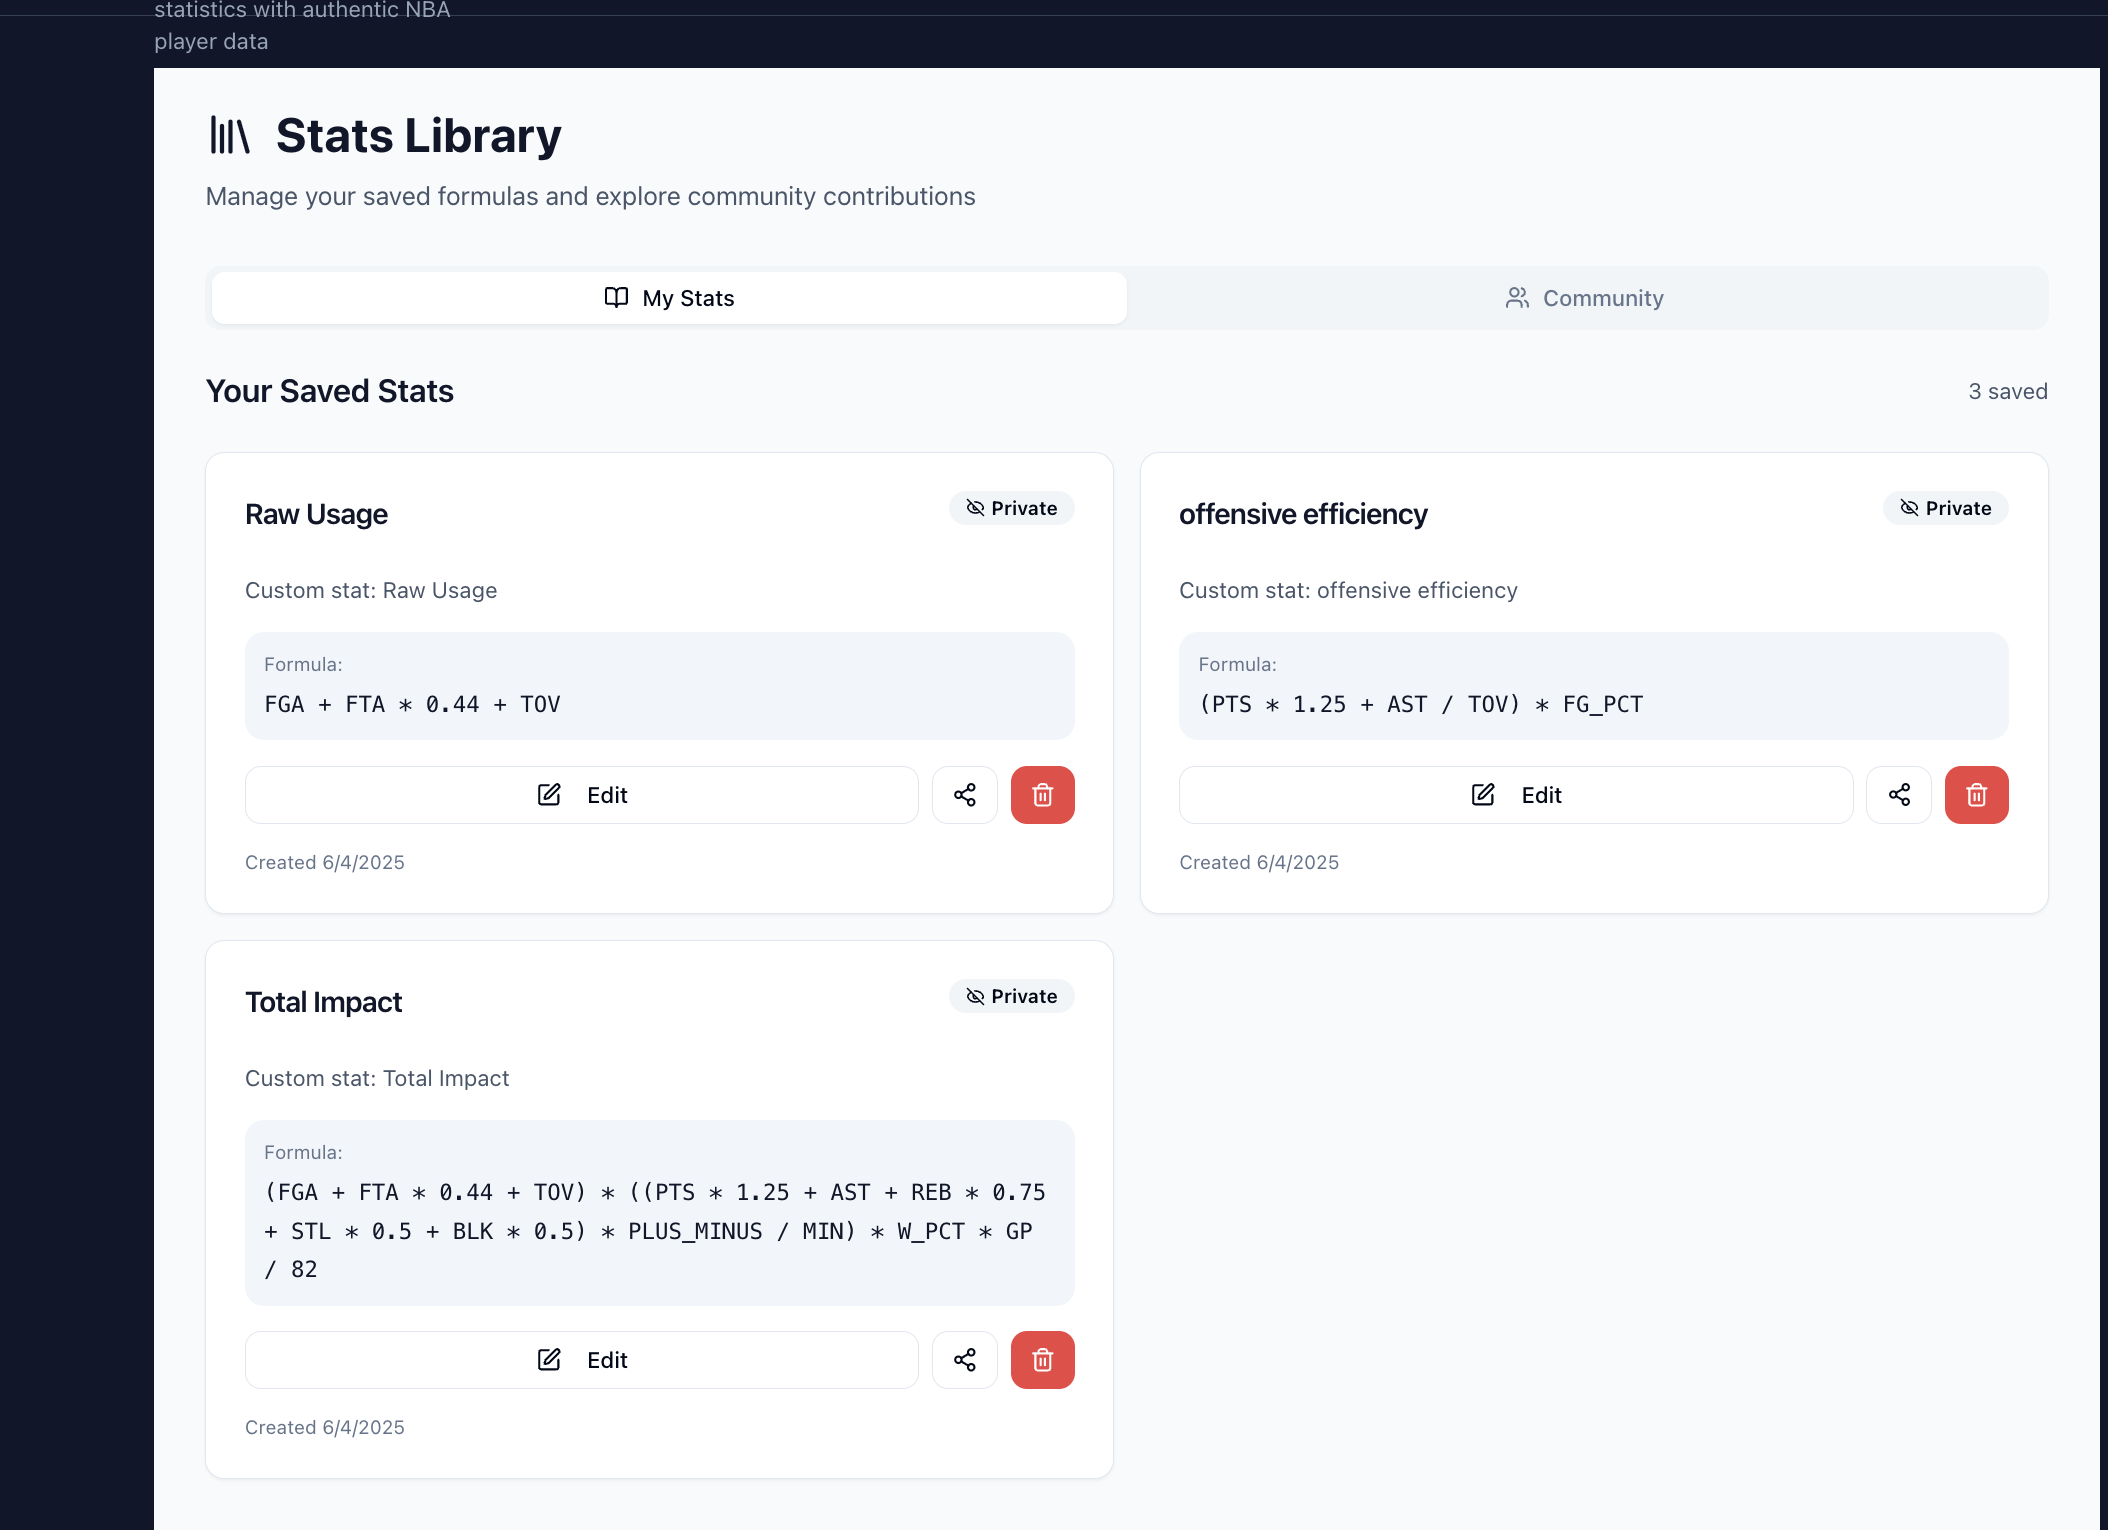 statistics with authentic NBA
player data
Stats Library
Manage your saved formulas and explore community contributions
My Stats
Community
Your Saved Stats
3 saved
Raw Usage
Private
Custom stat: Raw Usage
Formula:
FGA + FTA * 0.44 + TOV
Edit
Created 6/4/2025
offensive efficiency
Private
Custom stat: offensive efficiency
Formula:
(PTS * 1.25 + AST / TOV) * FG_PCT
Edit
Created 6/4/2025
Total Impact
Private
Custom stat: Total Impact
Formula:
(FGA + FTA * 0.44 + TOV) * ((PTS * 1.25 + AST + REB * 0.75
+ STL * 0.5 + BLK * 0.5) * PLUS_MINUS / MIN) * W_PCT * GP
/ 82
Edit
Created 6/4/2025